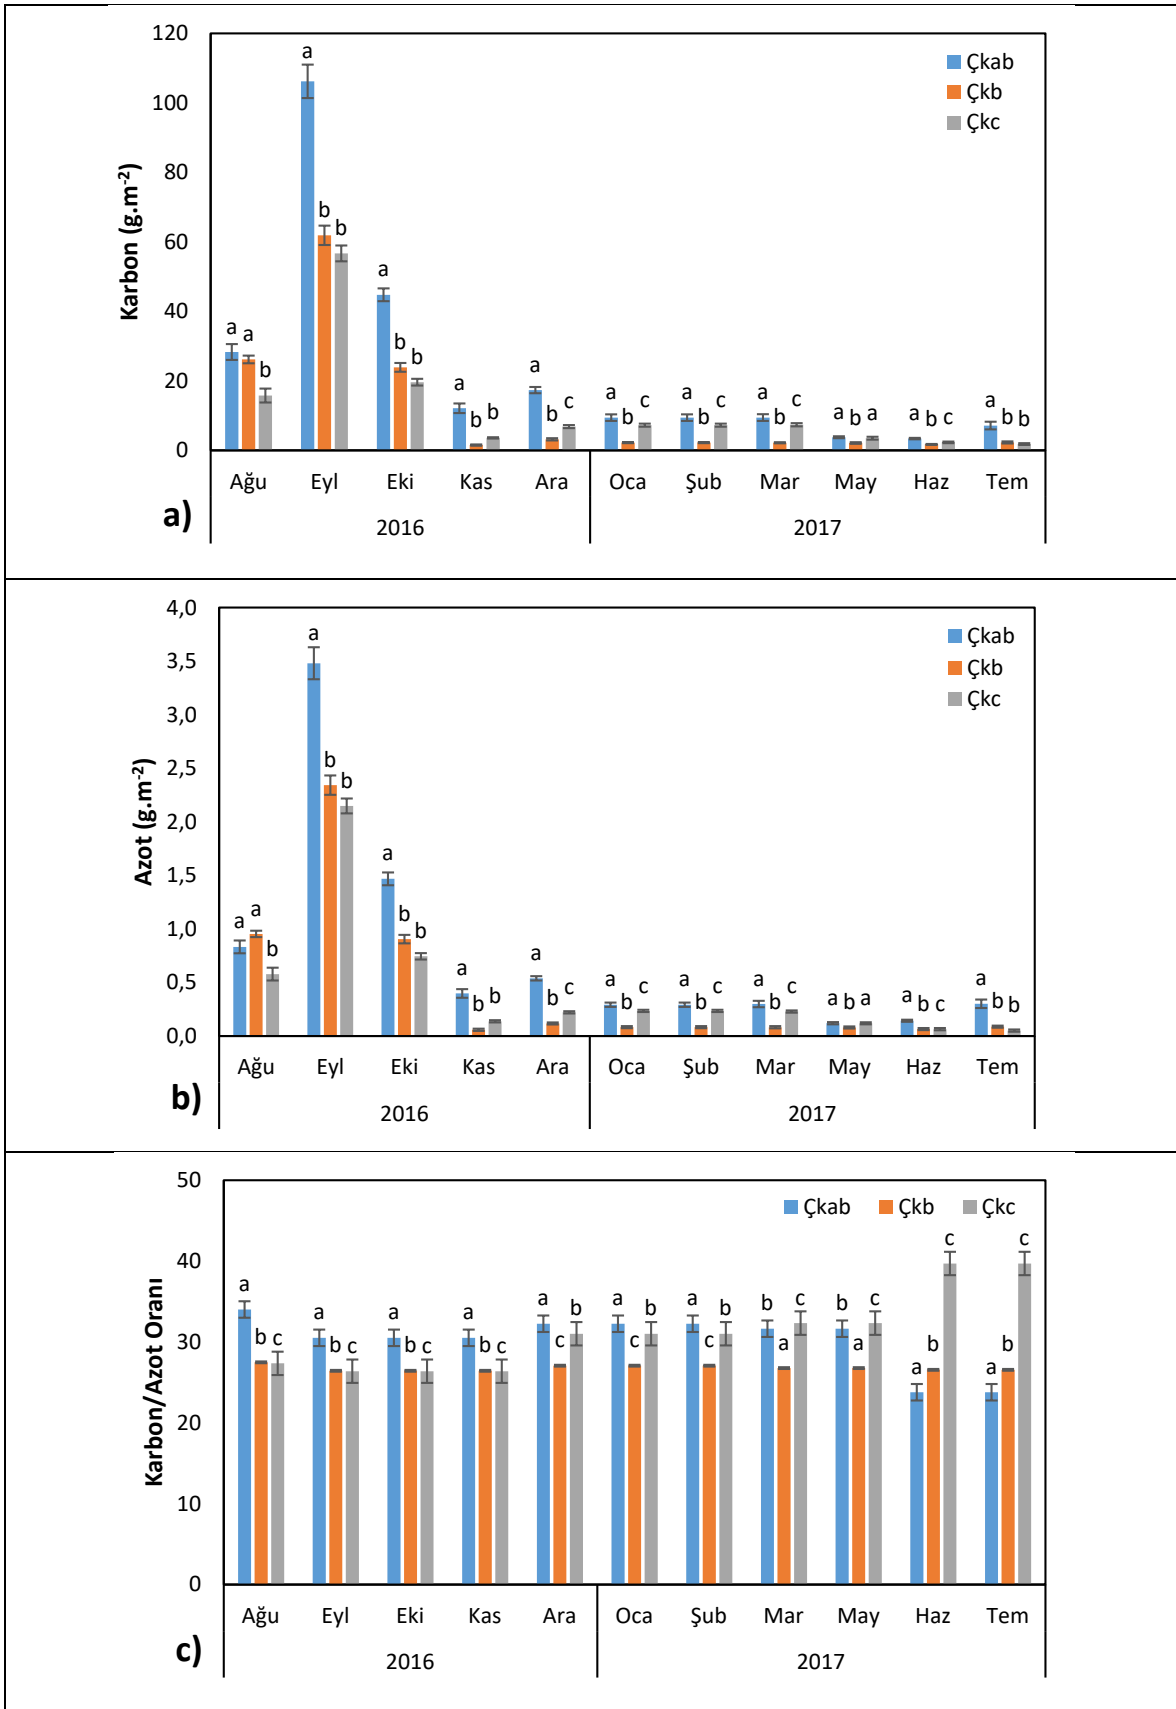 120
100
80
60
40
20
0
Karbon (g.m-2)
Çkab
Çkb
Çkc
a a b
a b b
a b b
a b b
a b c
a b c
a b c
a b c
a b a
a b c
a b b
Ağu Eyl Eki Kas Ara Oca Şub Mar May Haz Tem
2016 2017
a)
4,0
3,5
3,0
2,5
2,0
1,5
1,0
0,5
0,0
Azot (g.m-2)
Çkab
Çkb
Çkc
a a b
a b b
a b b
a b b
a b c
a b c
a b c
a b c
a b a
a b c
a b b
Ağu Eyl Eki Kas Ara Oca Şub Mar May Haz Tem
2016 2017
b)
50
40
30
20
10
0
Karbon/Azot Oranı
Çkab Çkb Çkc
a b c
a b c
a b c
a b c
a c b
a c b
a c b
b a c
b a c
a b c
a b c
Ağu Eyl Eki Kas Ara Oca Şub Mar May Haz Tem
2016 2017
c)